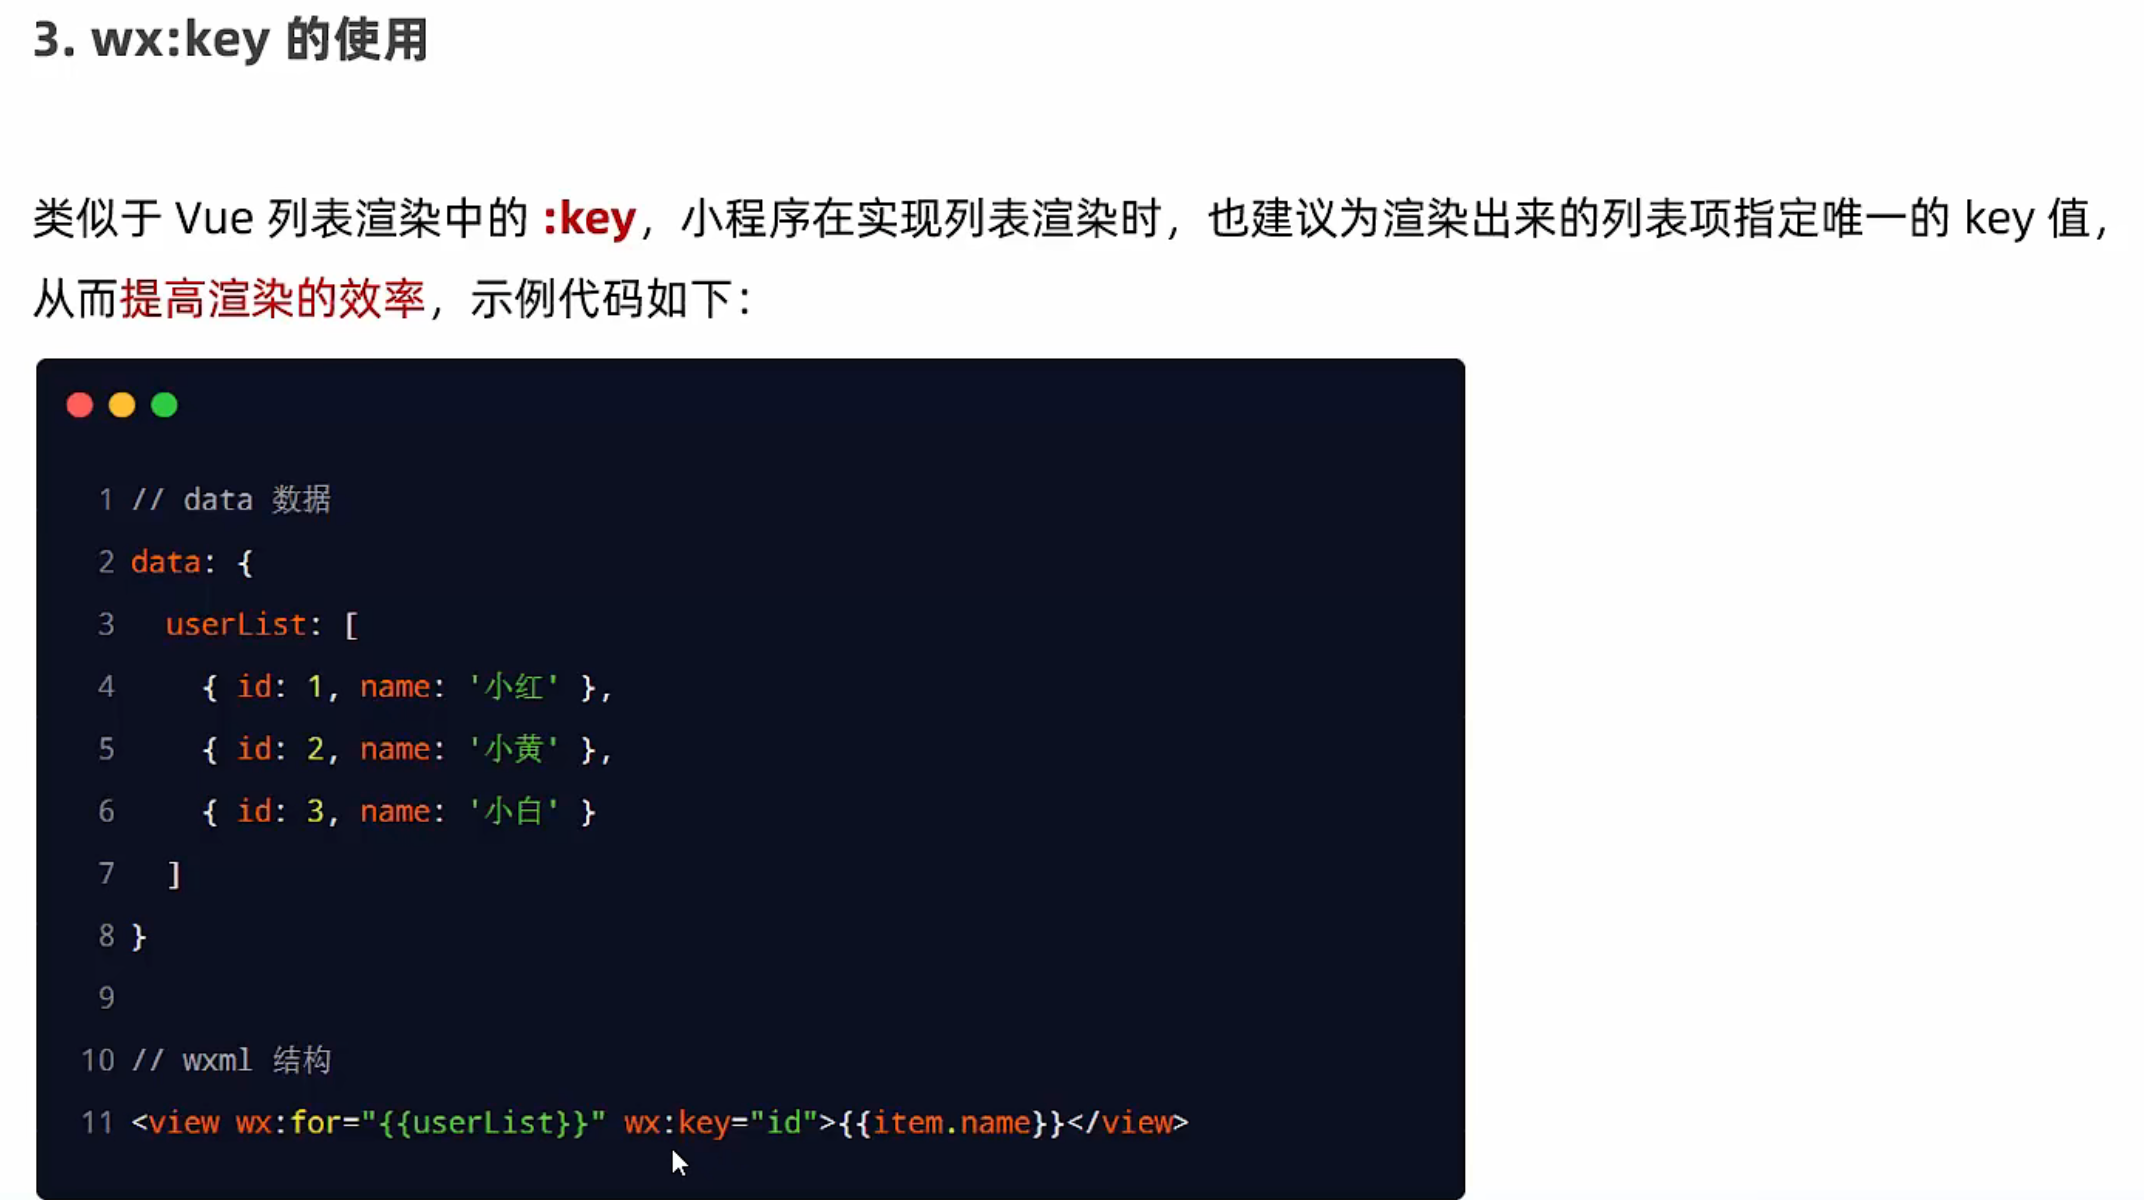 3. wx:key 的使用
类似于 Vue 列表渲染中的 :key，小程序在实现列表渲染时，也建议为渲染出来的列表项指定唯一的 key 值，
从而提高渲染的效率，示例代码如下：
1 // data 数据
2 data: {
3   userList: [
4     { id: 1, name: '小红' },
5     { id: 2, name: '小黄' },
6     { id: 3, name: '小白' }
7   ]
8 }
9
10 // wxml 结构
11 <view wx:for="{{userList}}" wx:key="id">{{item.name}}</view>